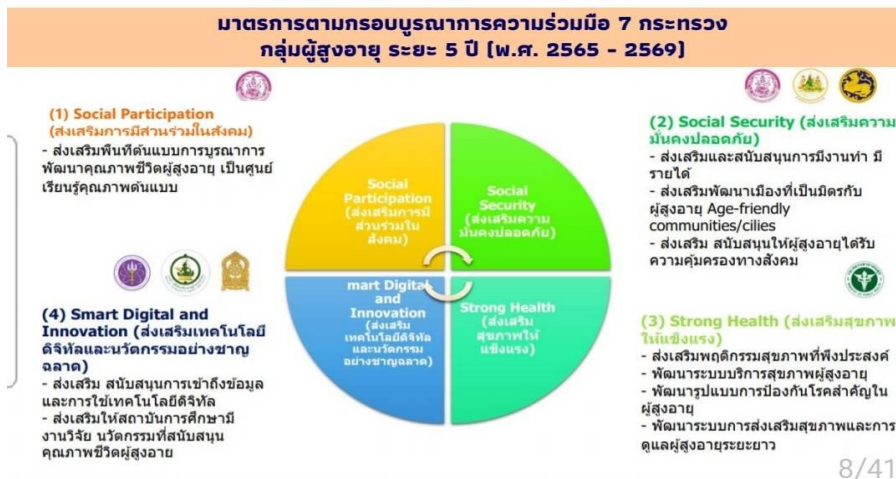 มาตรการตามกรอบบูรณาการความร่วมมือ 7 กระทรวง
กลุ่มผู้สูงอายุ ระยะ 5 ปี (พ.ศ. 2565 - 2569)
(1) Social Participation
(ส่งเสริมการมีส่วนร่วมในสังคม)
- ส่งเสริมพื้นที่ต้นแบบการบูรณาการ
พัฒนาคุณภาพชีวิตผู้สูงอายุ เป็นศูนย์
เรียนรู้คุณภาพต้นแบบ
Social
Participation
(ส่งเสริมการมี
ส่วนร่วมใน
สังคม)
Social
Security
(ส่งเสริมความ
มั่นคงปลอดภัย)
(2) Social Security (ส่งเสริมความ
มั่นคงปลอดภัย)
- ส่งเสริมและสนับสนุนการมีงานทำ มี
รายได้
- ส่งเสริมพัฒนาเมืองที่เป็นมิตรกับ
ผู้สูงอายุ Age-friendly
communities/cilies
- ส่งเสริม สนับสนุนให้ผู้สูงอายุได้รับ
ความคุ้มครองทางสังคม
(4) Smart Digital and
Innovation (ส่งเสริมเทคโนโลยี
ดิจิทัลและนวัตกรรมอย่างชาญ
ฉลาด)
- ส่งเสริม สนับสนุนการเข้าถึงข้อมูล
และการใช้เทคโนโลยีดิจิทัล
- ส่งเสริมให้สถาบันการศึกษามี
งานวิจัย นวัตกรรมที่สนับสนุน
คุณภาพชีวิตผู้สูงอาย
mart Digital
and
Innovation
(ส่งเสริม
เทคโนโลยีดิจิทัล
และนวัตกรรม
อย่างชาญฉลาด)
Strong Health
(ส่งเสริม
สุขภาพให้
แข็งแรง)
(3) Strong Health (ส่งเสริมสุขภาพ
ให้แข็งแรง)
- ส่งเสริมพฤติกรรมสุขภาพที่พึงประสงค์
- พัฒนาระบบบริการสุขภาพผู้สูงอายุ
- พัฒนารูปแบบการป้องกันโรคสำคัญใน
ผู้สูงอายุ
- พัฒนาระบบการส่งเสริมสุขภาพและการ
ดูแลผู้สูงอายุระยะยาว
8/41